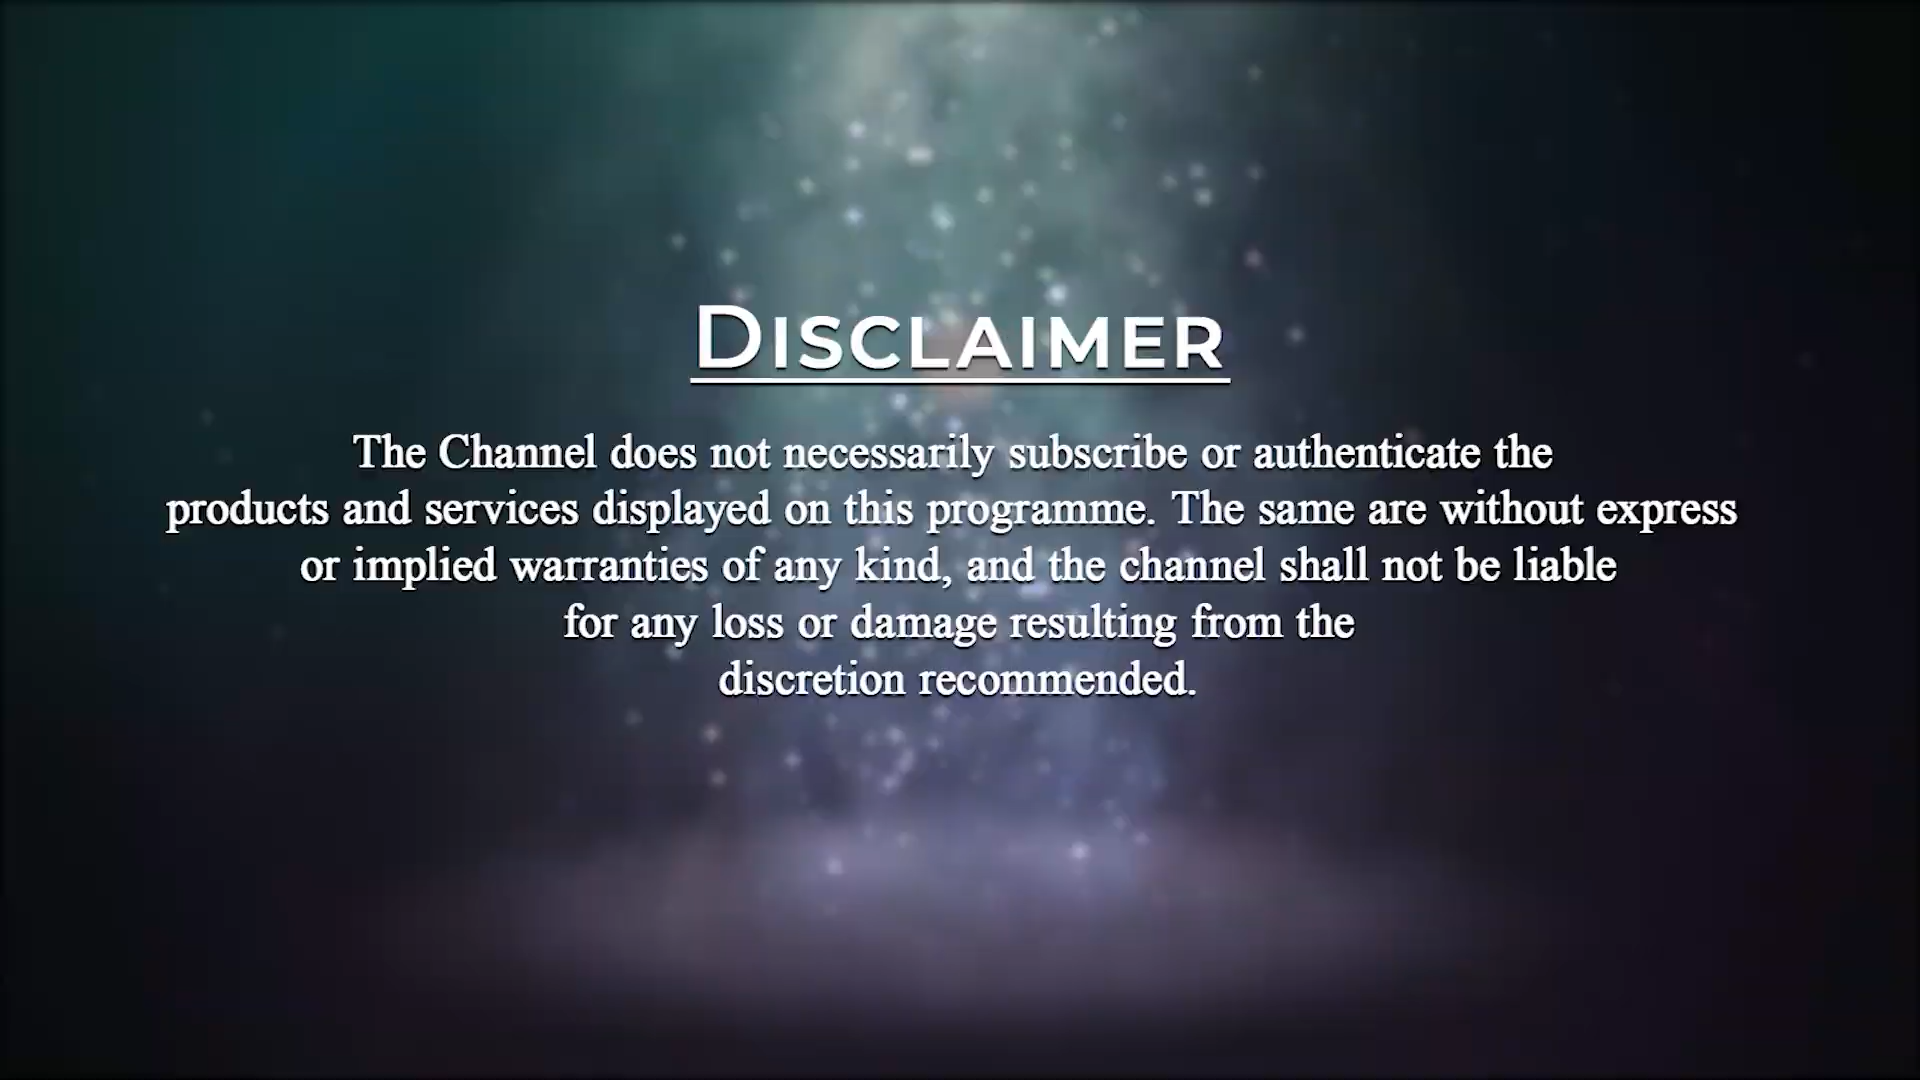 DISCLAIMER
The Channel does not necessarily subscribe or authenticate the
products and services displayed on this programme. The same are without express
or implied warranties of any kind, and the channel shall not be liable
for any loss or damage resulting from the
discretion recommended.